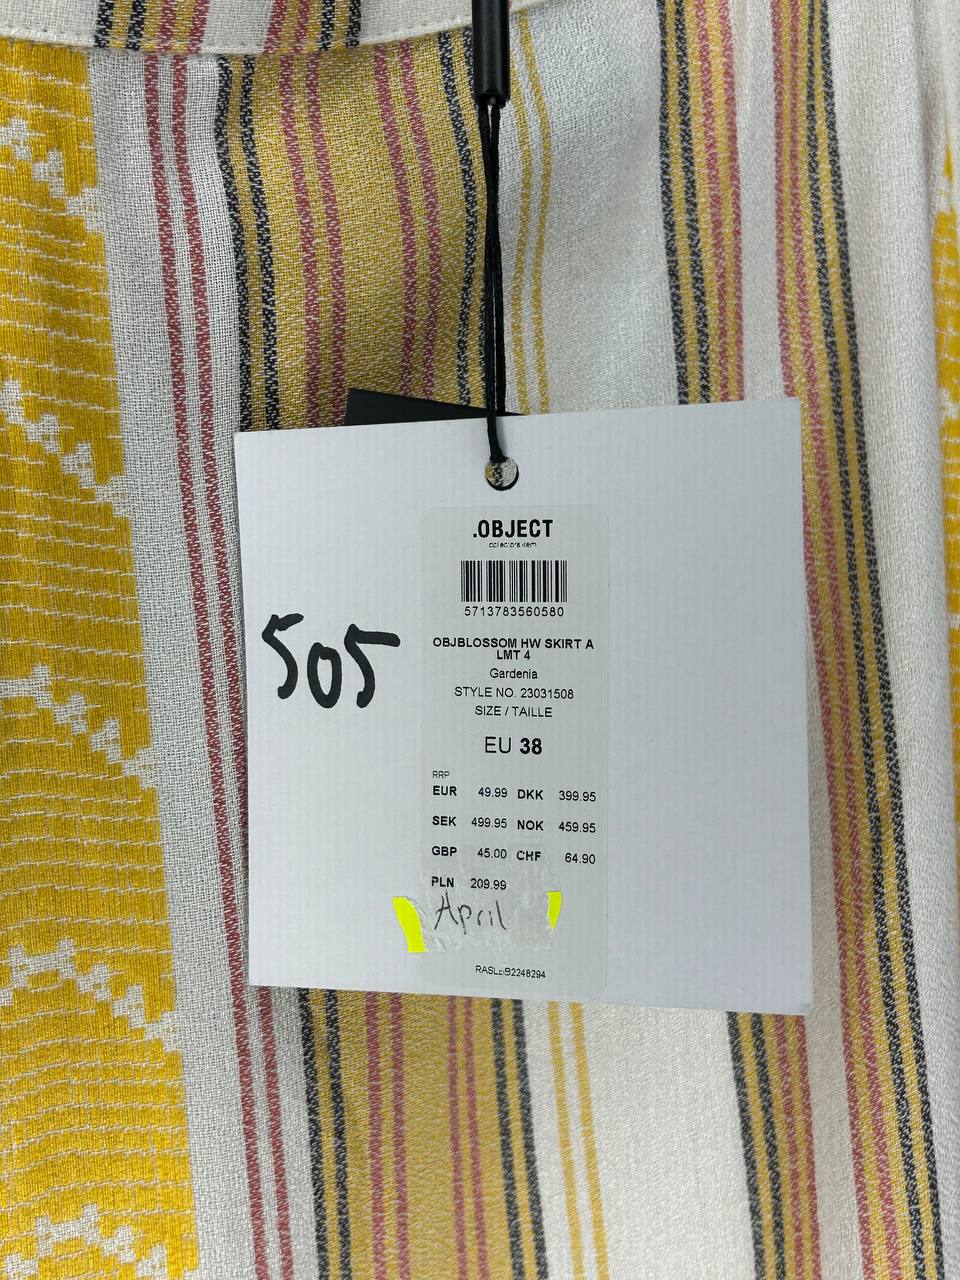 .OBJECT
collectors item
5713783560580
505
OBJBLOSSOM HW SKIRT A
LMT 4
Gardenia
STYLE NO. 23031508
SIZE / TAILLE
EU 38
RRP
EUR 49.99 DKK 399.95
SEK 499.95 NOK 459.95
GBP 45.00 CHF 64.90
PLN 209.99
April